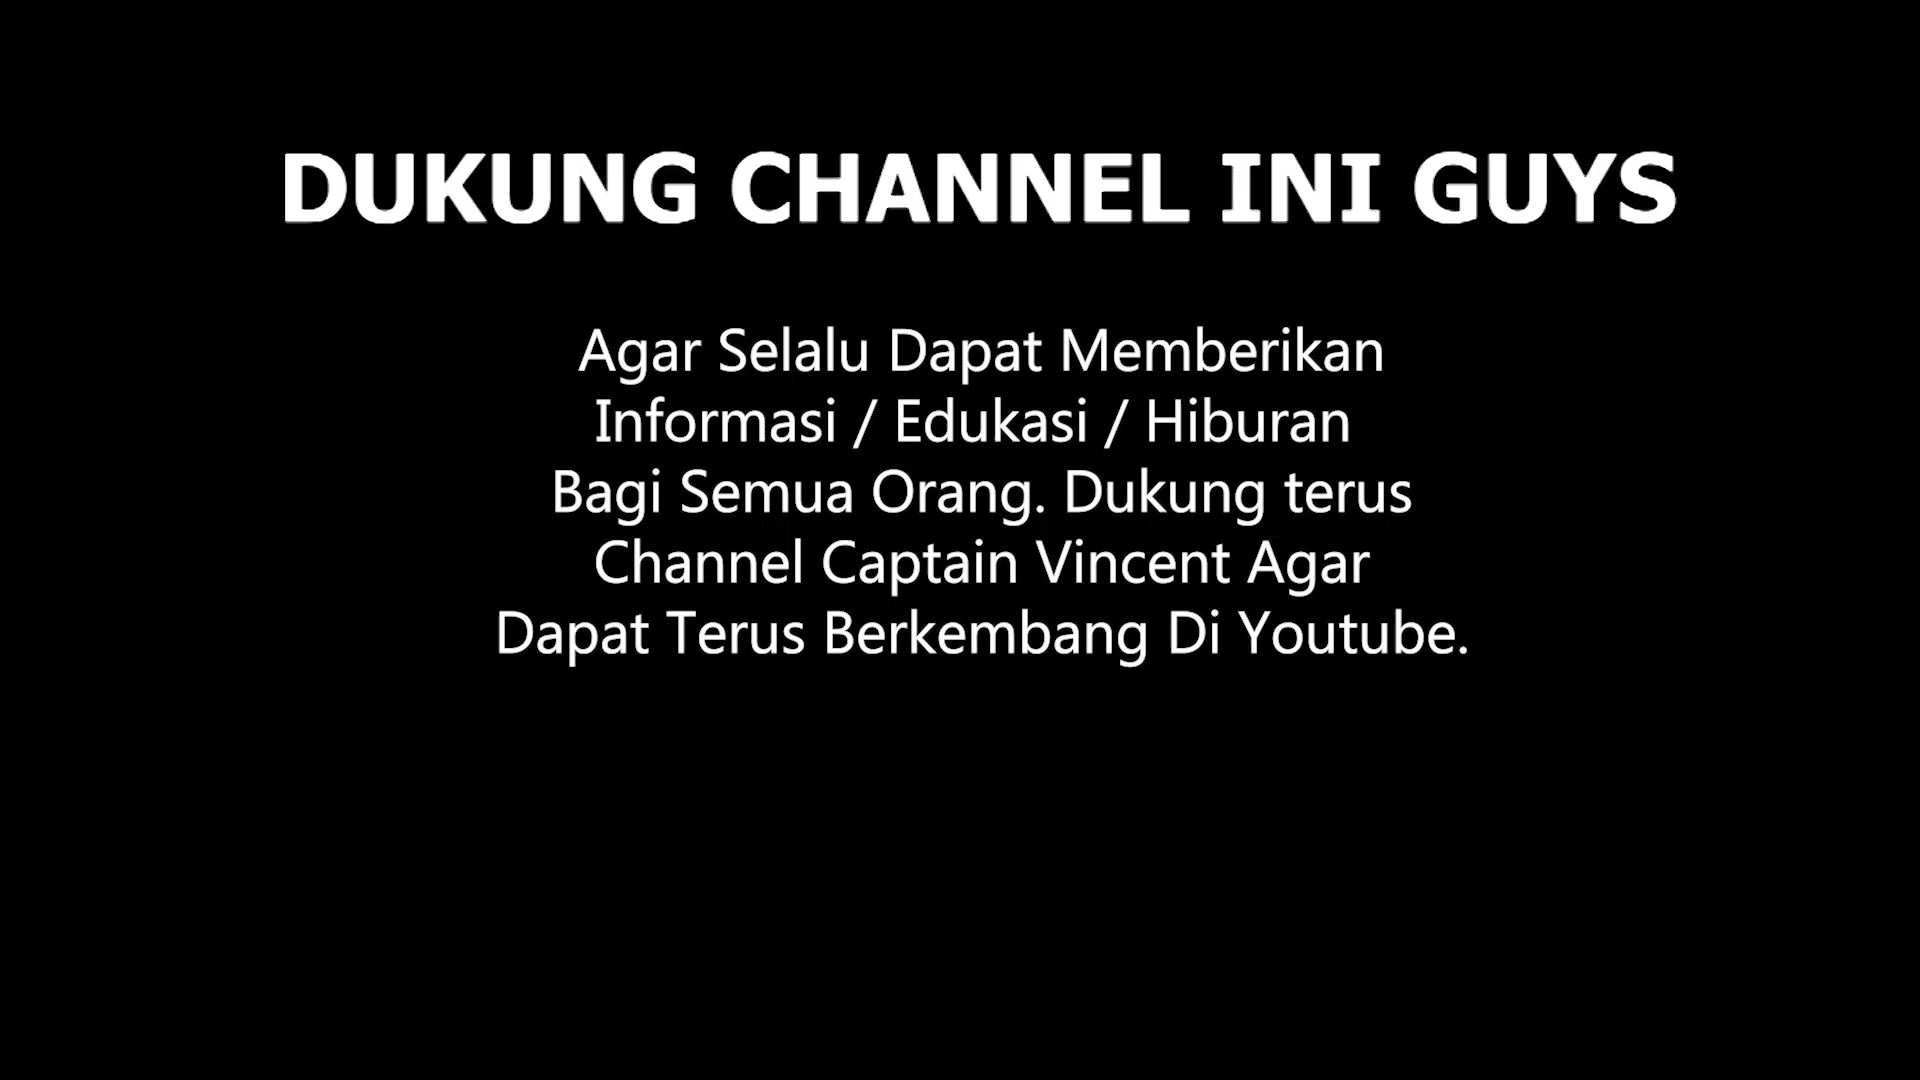 DUKUNG CHANNEL INI GUYS
Agar Selalu Dapat Memberikan
Informasi / Edukasi / Hiburan
Bagi Semua Orang. Dukung terus
Channel Captain Vincent Agar
Dapat Terus Berkembang Di Youtube.